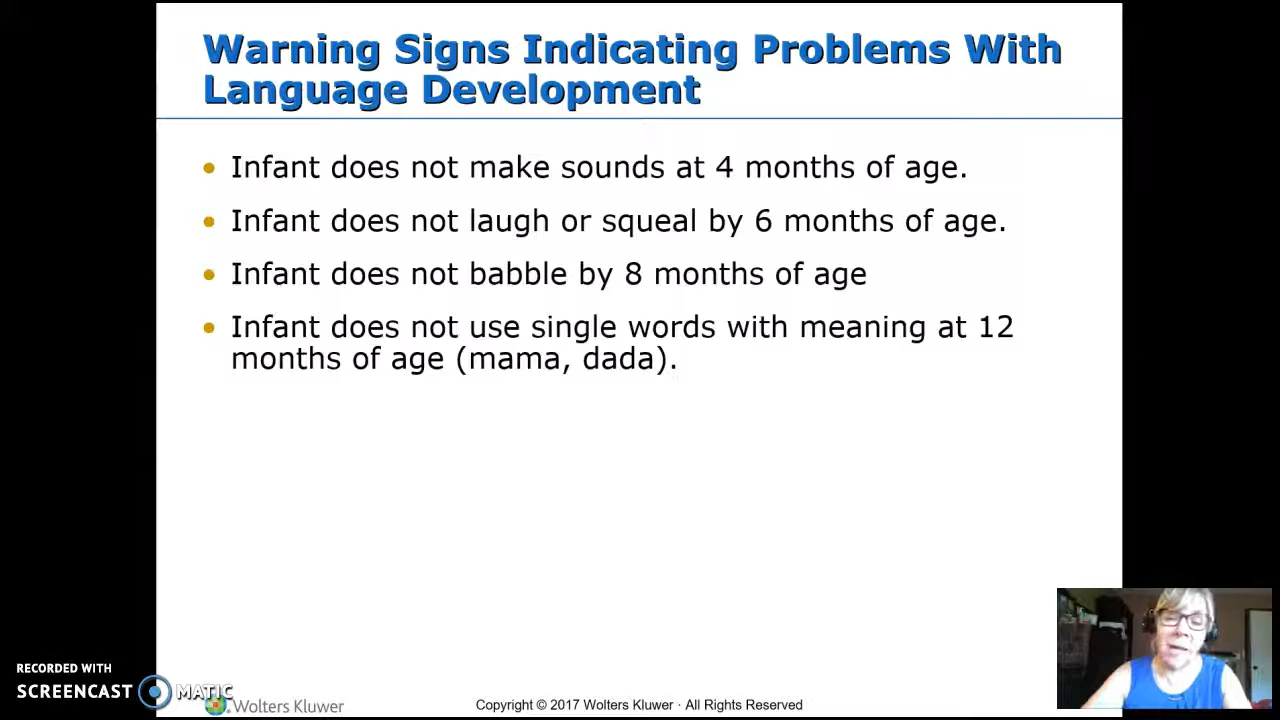 Warning Signs Indicating Problems With
Language Development
• Infant does not make sounds at 4 months of age.
• Infant does not laugh or squeal by 6 months of age.
• Infant does not babble by 8 months of age
• Infant does not use single words with meaning at 12
months of age (mama, dada).
RECORDED WITH
SCREENCAST MATIC
Wolters Kluwer
Copyright © 2017 Wolters Kluwer · All Rights Reserved